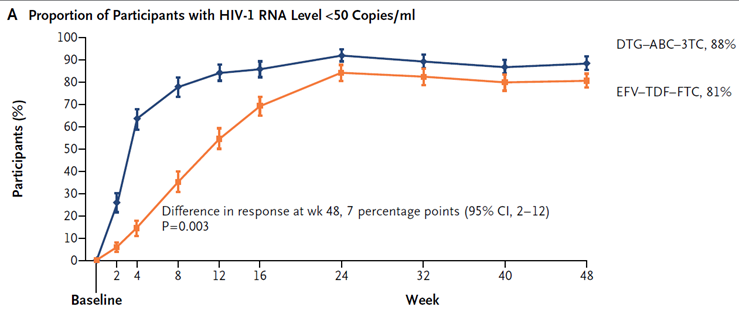 A Proportion of Participants with HIV-1 RNA Level <50 Copies/ml
100
90
80
70
60
50
40
30
20
10
0
Participants (%)
DTG–ABC–3TC, 88%
EFV–TDF–FTC, 81%
Difference in response at wk 48, 7 percentage points (95% CI, 2–12)
P=0.003
2 4 8 12 16 24 32 40 48
Baseline
Week